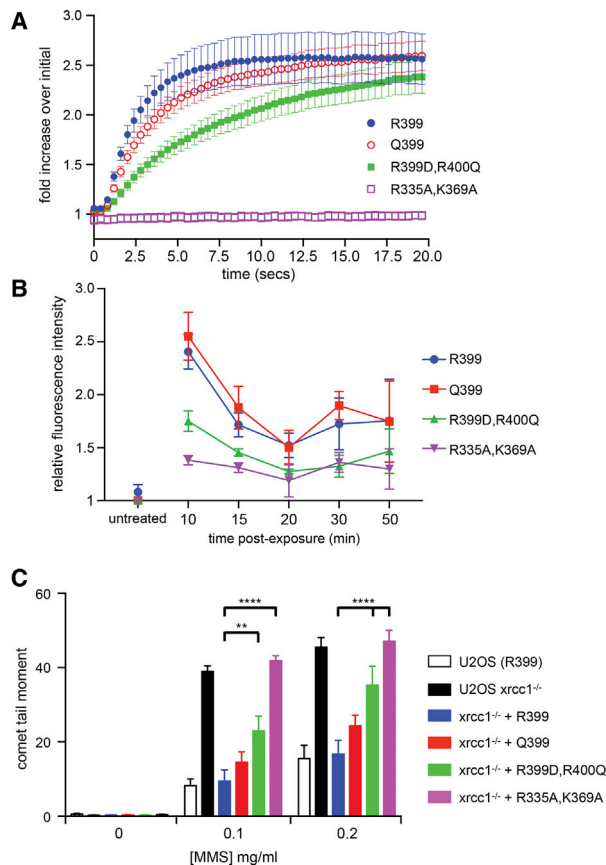 A
fold increase over initial
3.0
2.5
2.0
1.5
1
R399
Q399
R399D,R400Q
R335A,K369A
0 2.5 5.0 7.5 10.0 12.5 15.0 17.5 20.0
time (secs)
B
relative fluorescence intensity
3.0
2.5
2.0
1.5
1
R399
Q399
R399D,R400Q
R335A,K369A
untreated 10 15 20 30 50
time post-exposure (min)
C
comet tail moment
60
40
20
0
****
**
****
U2OS (R399)
U2OS xrcc1⁻/⁻
xrcc1⁻/⁻ + R399
xrcc1⁻/⁻ + Q399
xrcc1⁻/⁻ + R399D,R400Q
xrcc1⁻/⁻ + R335A,K369A
0 0.1 0.2
[MMS] mg/ml